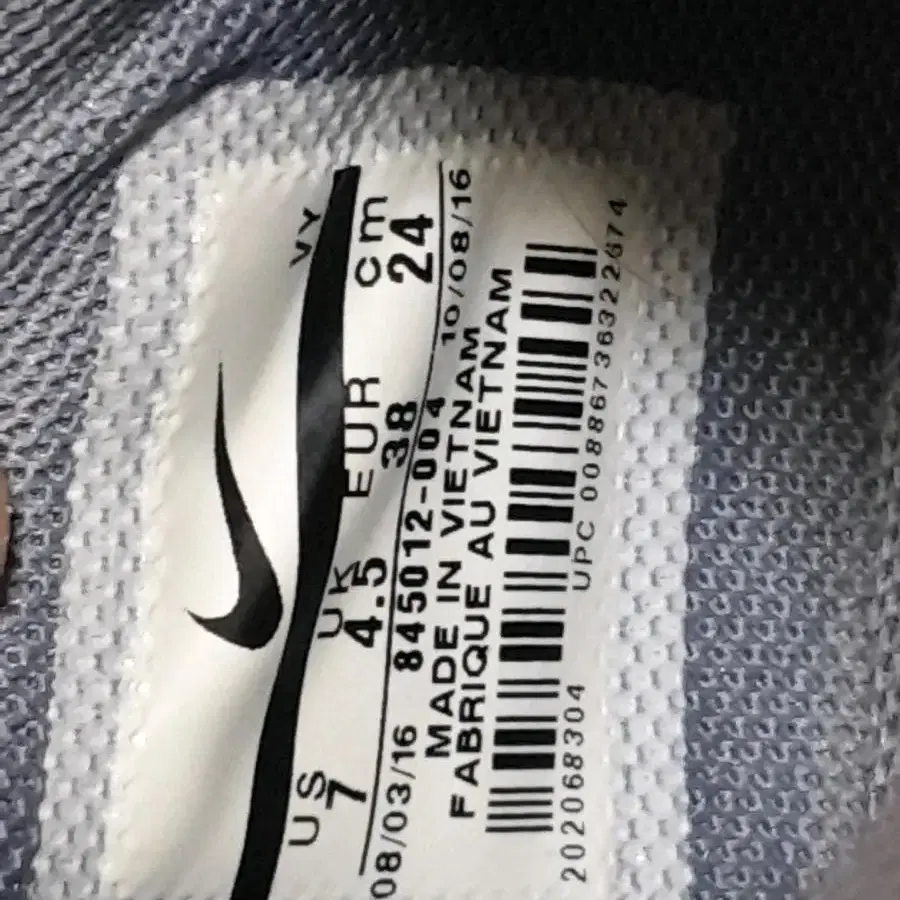 VY
US UK EUR cm
7 4.5 38 24
08/03/16 845012-004 10/08/16
MADE IN VIETNAM
FABRIQUE AU VIETNAM
202068304 UPC 00886736322674